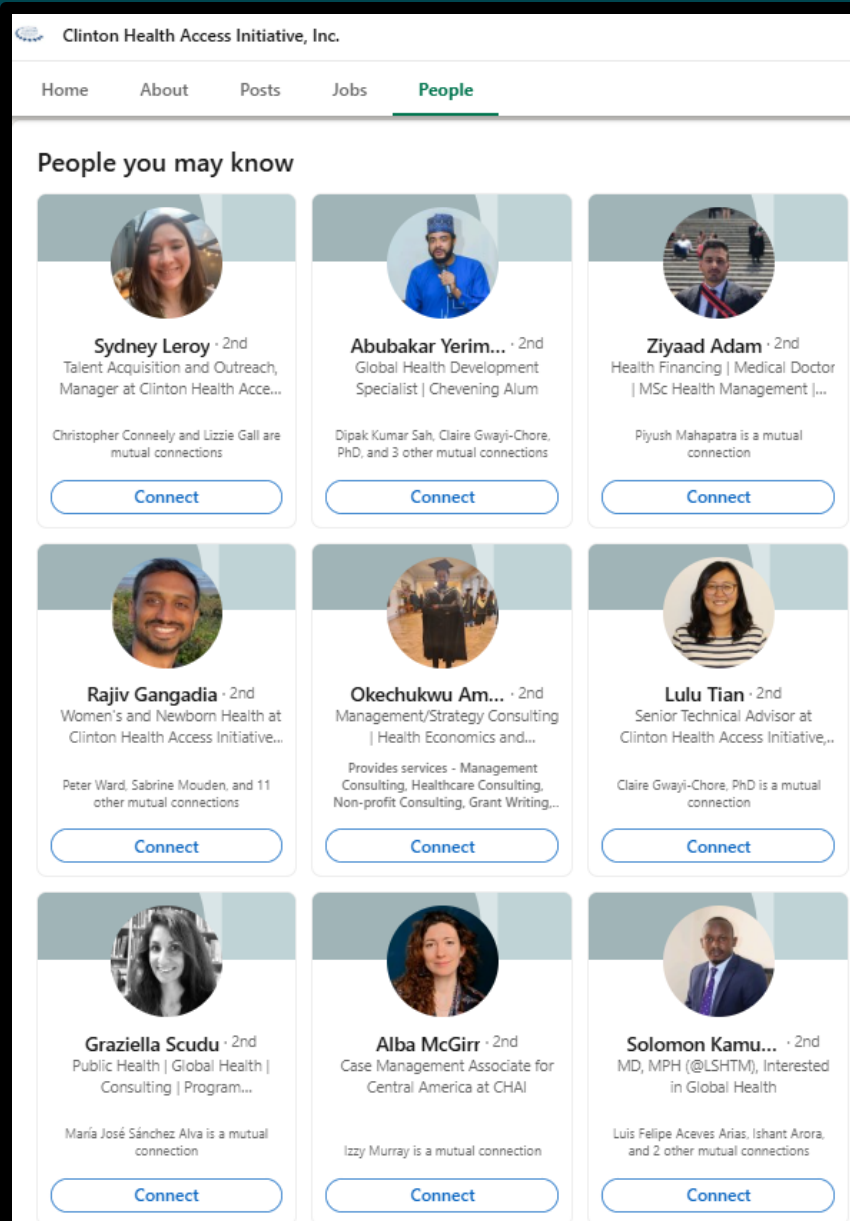 Clinton Health Access Initiative, Inc.
Home About Posts Jobs People
People you may know
Sydney Leroy · 2nd
Talent Acquisition and Outreach,
Manager at Clinton Health Acce...
Christopher Conneely and Lizzie Gall are
mutual connections
Connect
Abubakar Yerim... · 2nd
Global Health Development
Specialist | Chevening Alum
Dipak Kumar Sah, Claire Gwayi-Chore,
PhD, and 3 other mutual connections
Connect
Ziyaad Adam · 2nd
Health Financing | Medical Doctor
| MSc Health Management |...
Piyush Mahapatra is a mutual
connection
Connect
Rajiv Gangadia · 2nd
Women's and Newborn Health at
Clinton Health Access Initiative...
Peter Ward, Sabrine Mouden, and 11
other mutual connections
Connect
Okechukwu Am... · 2nd
Management/Strategy Consulting
| Health Economics and...
Provides services - Management
Consulting, Healthcare Consulting,
Non-profit Consulting, Grant Writing,...
Connect
Lulu Tian · 2nd
Senior Technical Advisor at
Clinton Health Access Initiative,...
Claire Gwayi-Chore, PhD is a mutual
connection
Connect
Graziella Scudu · 2nd
Public Health | Global Health |
Consulting | Program...
María José Sánchez Alva is a mutual
connection
Connect
Alba McGirr · 2nd
Case Management Associate for
Central America at CHAI
Izzy Murray is a mutual connection
Connect
Solomon Kamu... · 2nd
MD, MPH (@LSHTM), Interested
in Global Health
Luis Felipe Aceves Arias, Ishant Arora,
and 2 other mutual connections
Connect